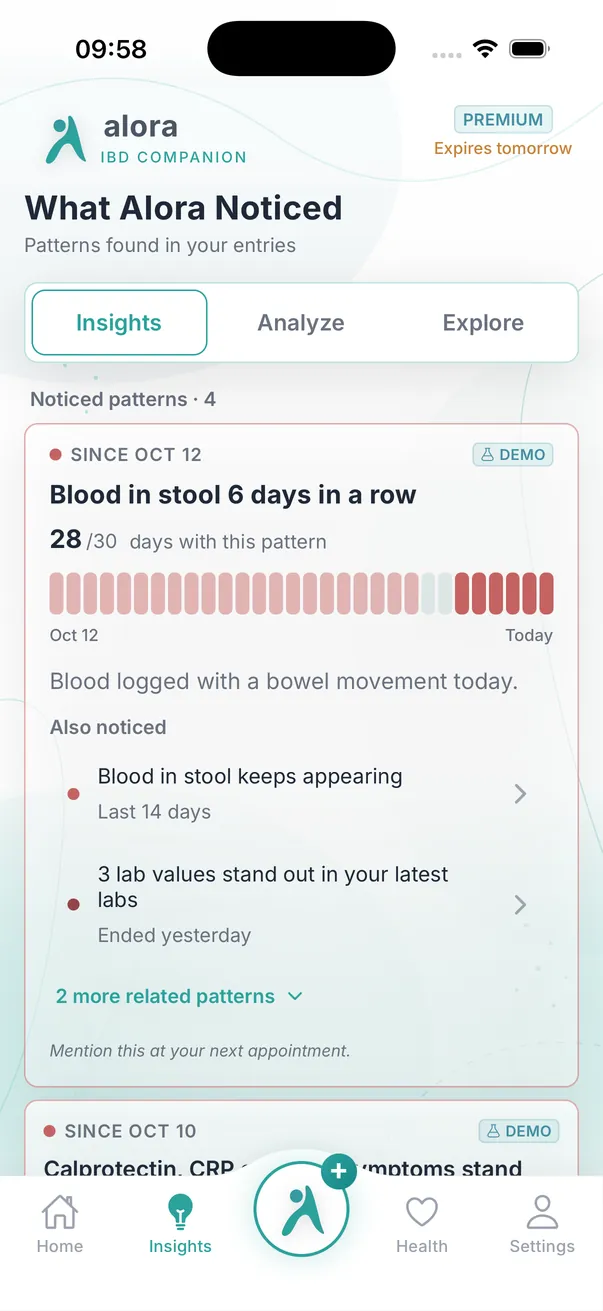 09:58
alora
IBD COMPANION
PREMIUM
Expires tomorrow
What Alora Noticed
Patterns found in your entries
Insights
Analyze
Explore
Noticed patterns · 4
SINCE OCT 12
DEMO
Blood in stool 6 days in a row
28 /30 days with this pattern
Oct 12
Today
Blood logged with a bowel movement today.
Also noticed
Blood in stool keeps appearing
Last 14 days
3 lab values stand out in your latest
labs
Ended yesterday
2 more related patterns
Mention this at your next appointment.
SINCE OCT 10
DEMO
Calprotectin, CRP stand
Home
Insights
Health
Settings